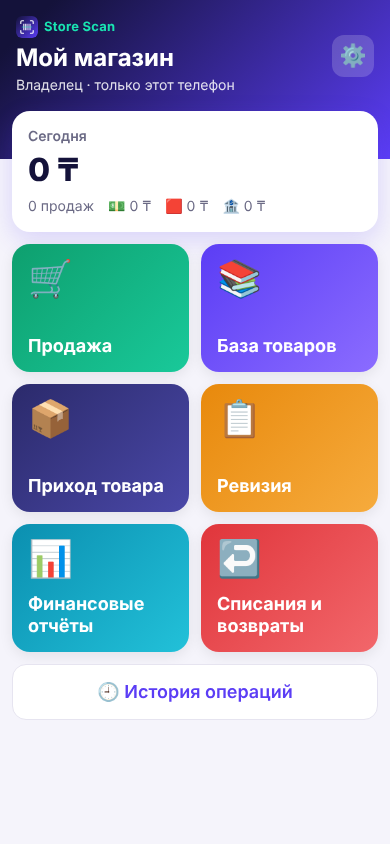 Store Scan
Мой магазин
Владелец · только этот телефон
Сегодня
0 ₸
0 продаж 💵 0 ₸ 🟥 0 ₸ 🏦 0 ₸
Продажа
База товаров
Приход товара
Ревизия
Финансовые
отчёты
Списания и
возвраты
История операций